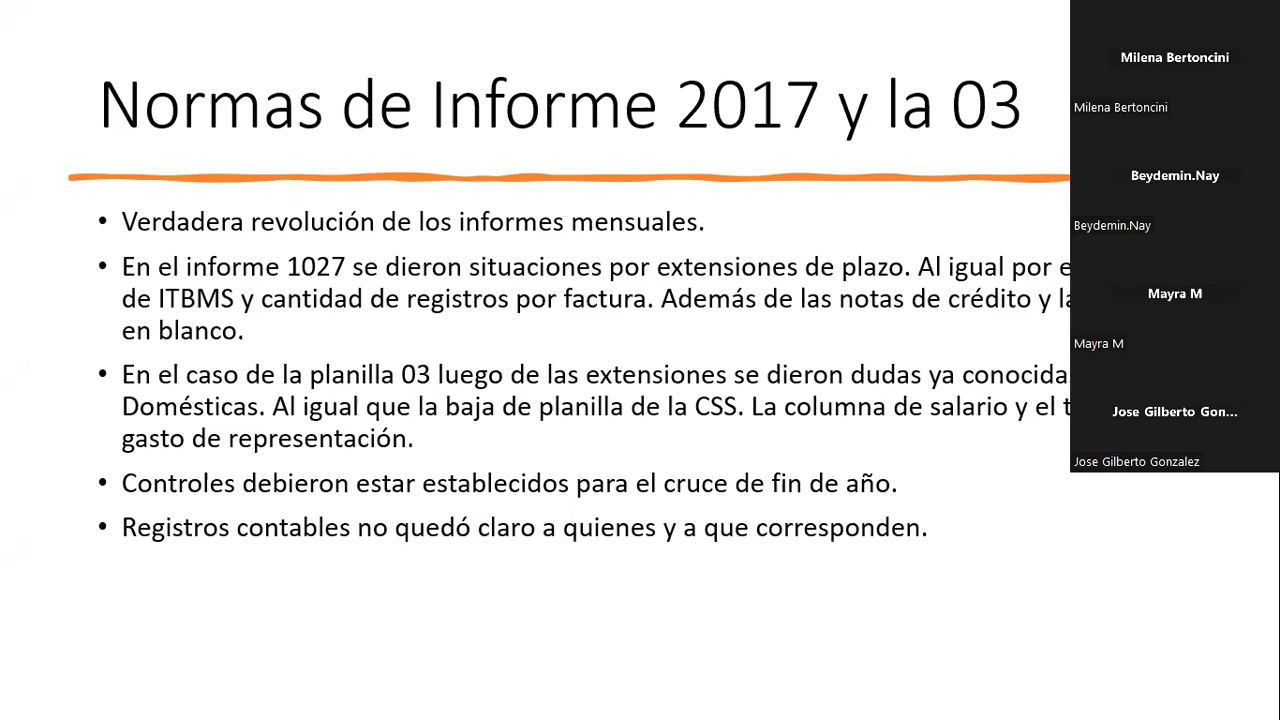 Normas de Informe 2017 y la 03
• Verdadera revolución de los informes mensuales.
• En el informe 1027 se dieron situaciones por extensiones de plazo. Al igual por
de ITBMS y cantidad de registros por factura. Además de las notas de crédito y
en blanco.
• En el caso de la planilla 03 luego de las extensiones se dieron dudas ya
Domésticas. Al igual que la baja de planilla de la CSS. La columna de salario y el
gasto de representación.
• Controles debieron estar establecidos para el cruce de fin de año.
• Registros contables no quedó claro a quienes y a que corresponden.
Milena Bertoncini
Milena Bertoncini
Beydemin.Nay
Beydemin.Nay
Mayra M
Mayra M
Jose Gilberto Gon...
Jose Gilberto Gonzalez